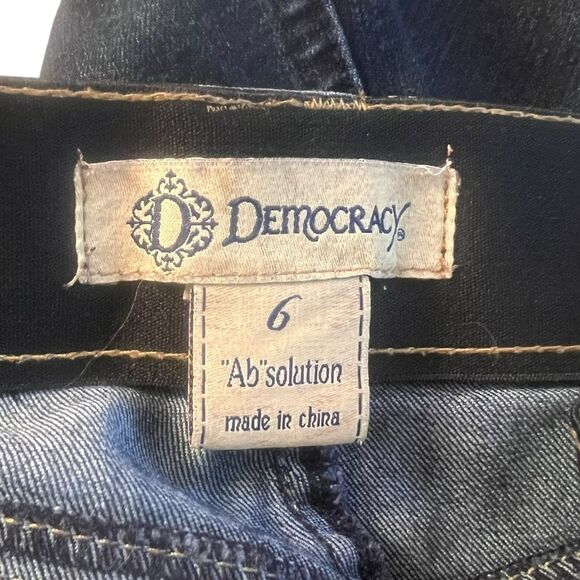 D DEMOCRACY®
6
"Ab"solution
made in china